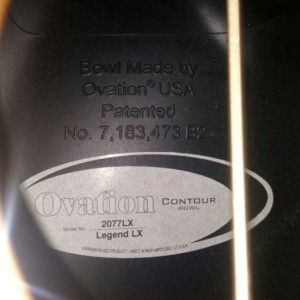 Bowl Made by
Ovation® USA
Patented
No. 7,183,473 B2
Ovation CONTOUR
BOWL
2077LX
Model No.
Legend LX